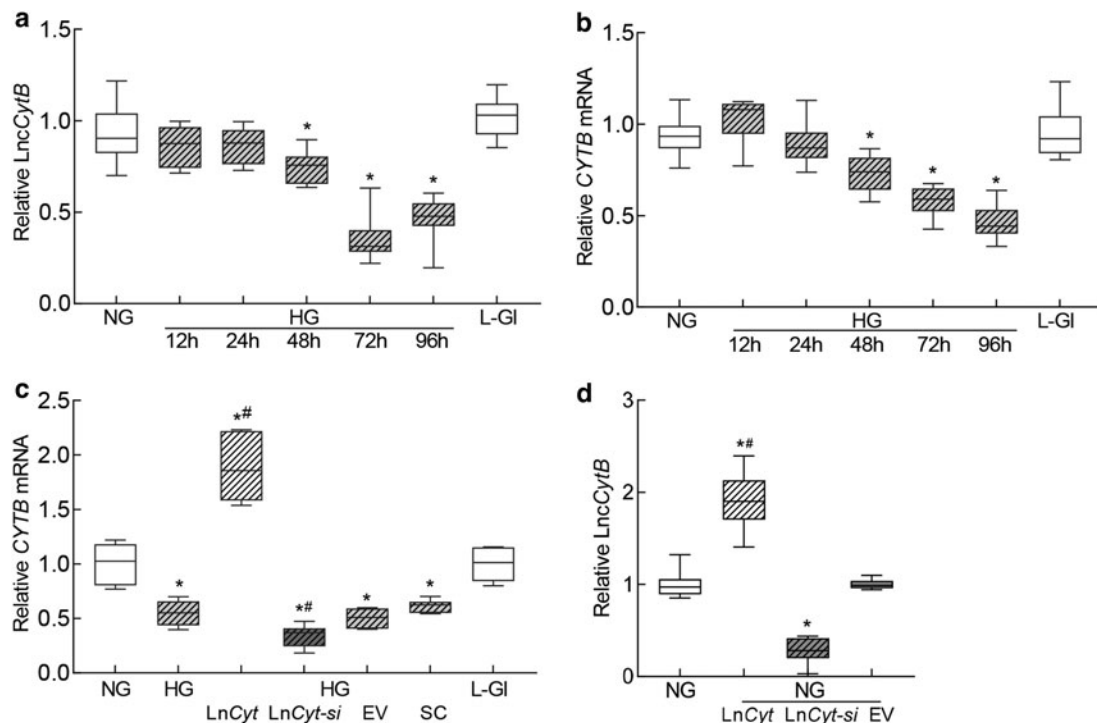 a
Relative LncCytB
1.5
1.0
0.5
0.0
*
*
*
NG HG L-Gl
12h 24h 48h 72h 96h
b
Relative CYTB mRNA
1.5
1.0
0.5
0.0
*
*
*
NG HG L-Gl
12h 24h 48h 72h 96h
c
Relative CYTB mRNA
2.5
2.0
1.5
1.0
0.5
0.0
*
*#
*#
*
*
NG HG HG L-Gl
LnCyt LnCyt-si EV SC
d
Relative LncCytB
3
2
1
0
*#
*
NG NG
LnCyt LnCyt-si EV